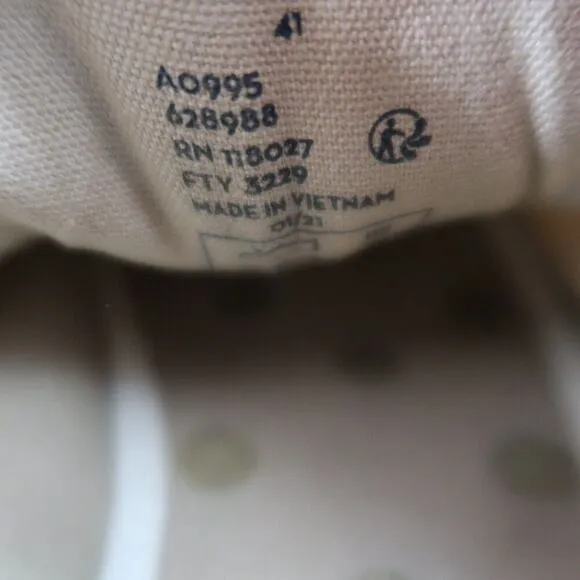 41
A0995
628988
RN 118027
FTY 3229
MADE IN VIETNAM
01/21